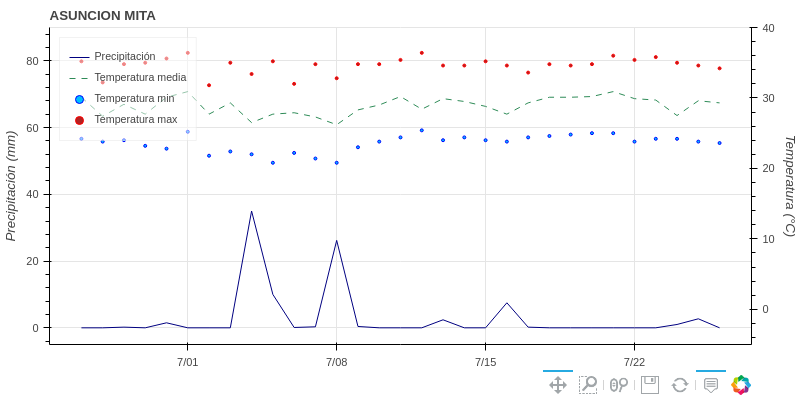 ASUNCION MITA
Precipitación
Temperatura media
Temperatura min
Temperatura max
Precipitación (mm)
80
60
40
20
0
Temperatura (°C)
40
30
20
10
0
7/01
7/08
7/15
7/22